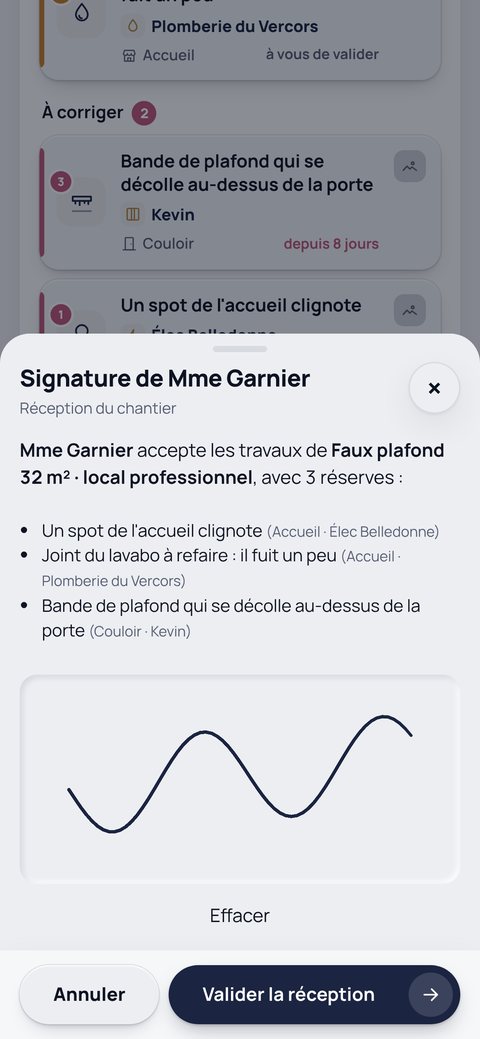 Plomberie du Vercors
Accueil
à vous de valider
À corriger 2
3
Bande de plafond qui se
décolle au-dessus de la porte
Kevin
Couloir
depuis 8 jours
1
Un spot de l'accueil clignote
Élec Belledonne
Signature de Mme Garnier
Réception du chantier
Mme Garnier accepte les travaux de Faux plafond
32 m² · local professionnel, avec 3 réserves :
• Un spot de l'accueil clignote (Accueil · Élec Belledonne)
• Joint du lavabo à refaire : il fuit un peu (Accueil ·
Plomberie du Vercors)
• Bande de plafond qui se décolle au-dessus de la
porte (Couloir · Kevin)
Effacer
Annuler
Valider la réception